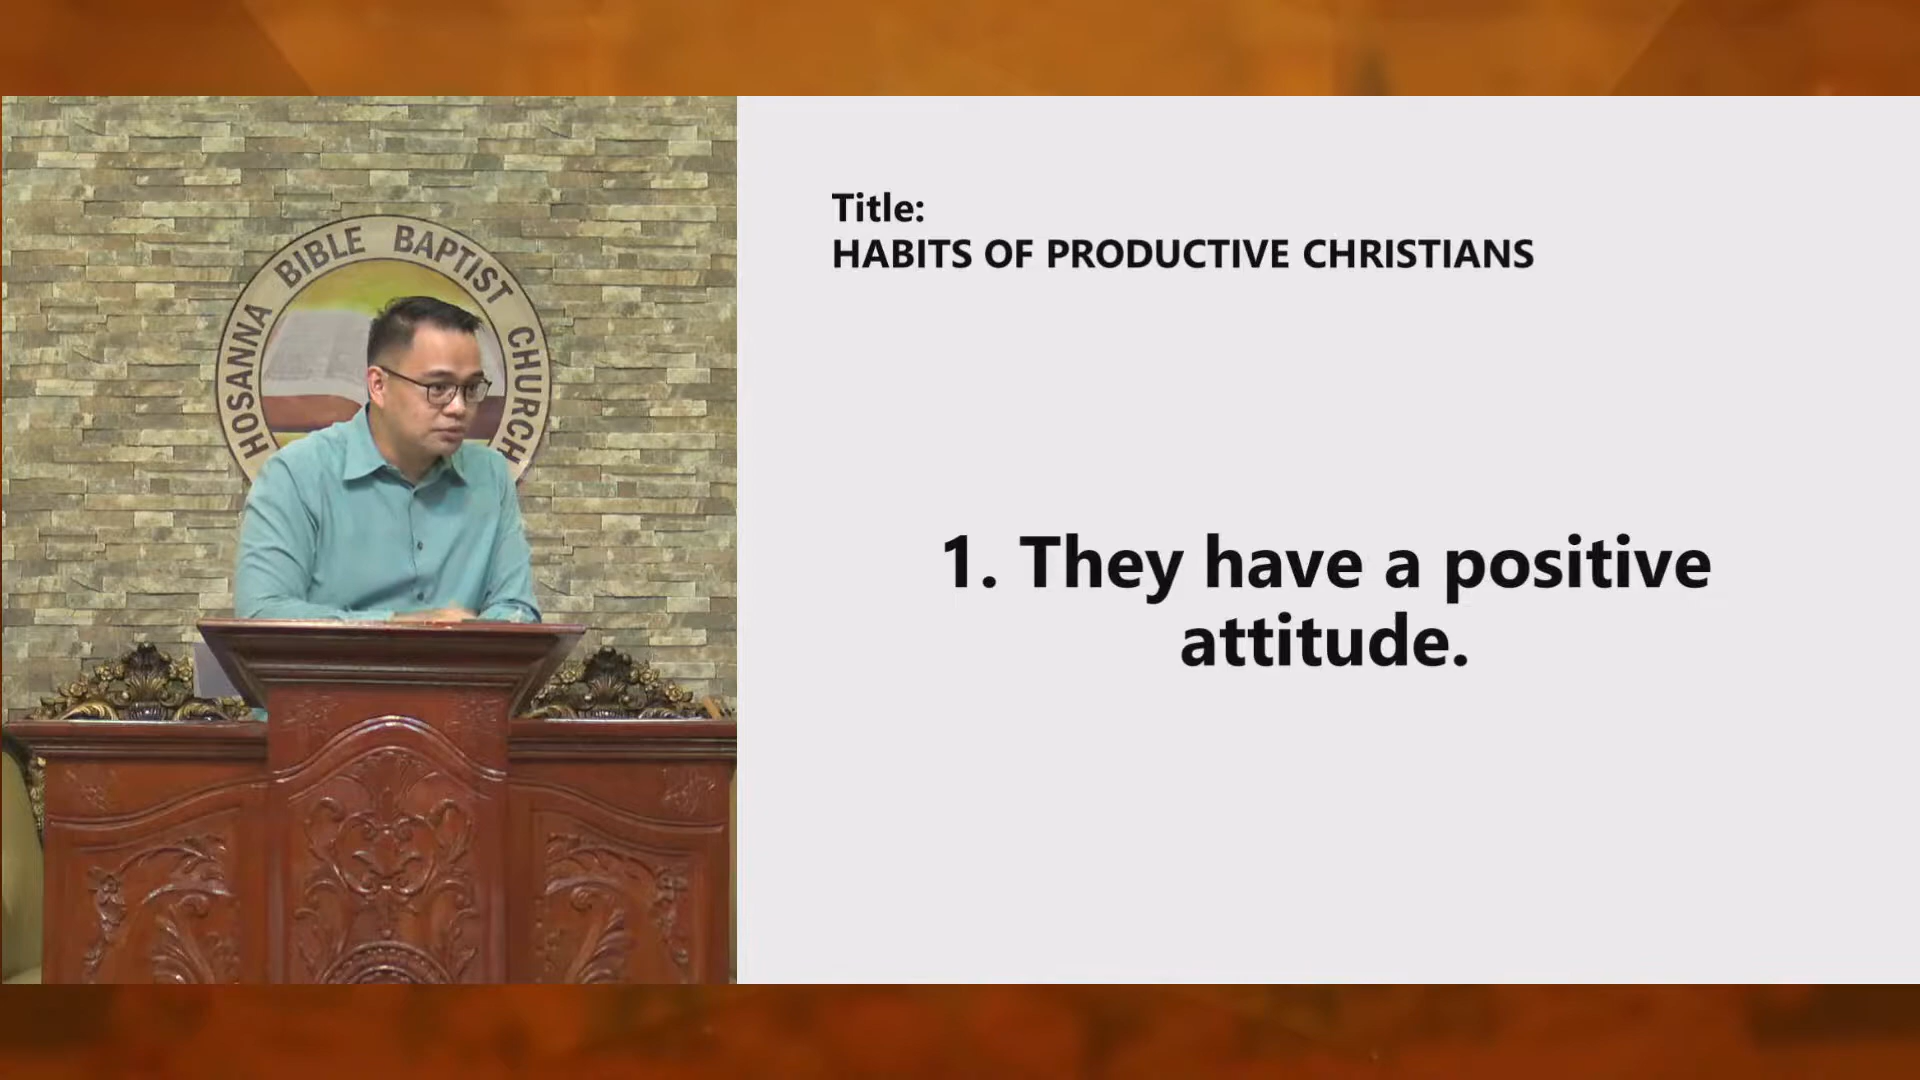 HOSANNA BIBLE BAPTIST CHURCH
Title:
HABITS OF PRODUCTIVE CHRISTIANS
1. They have a positive
attitude.